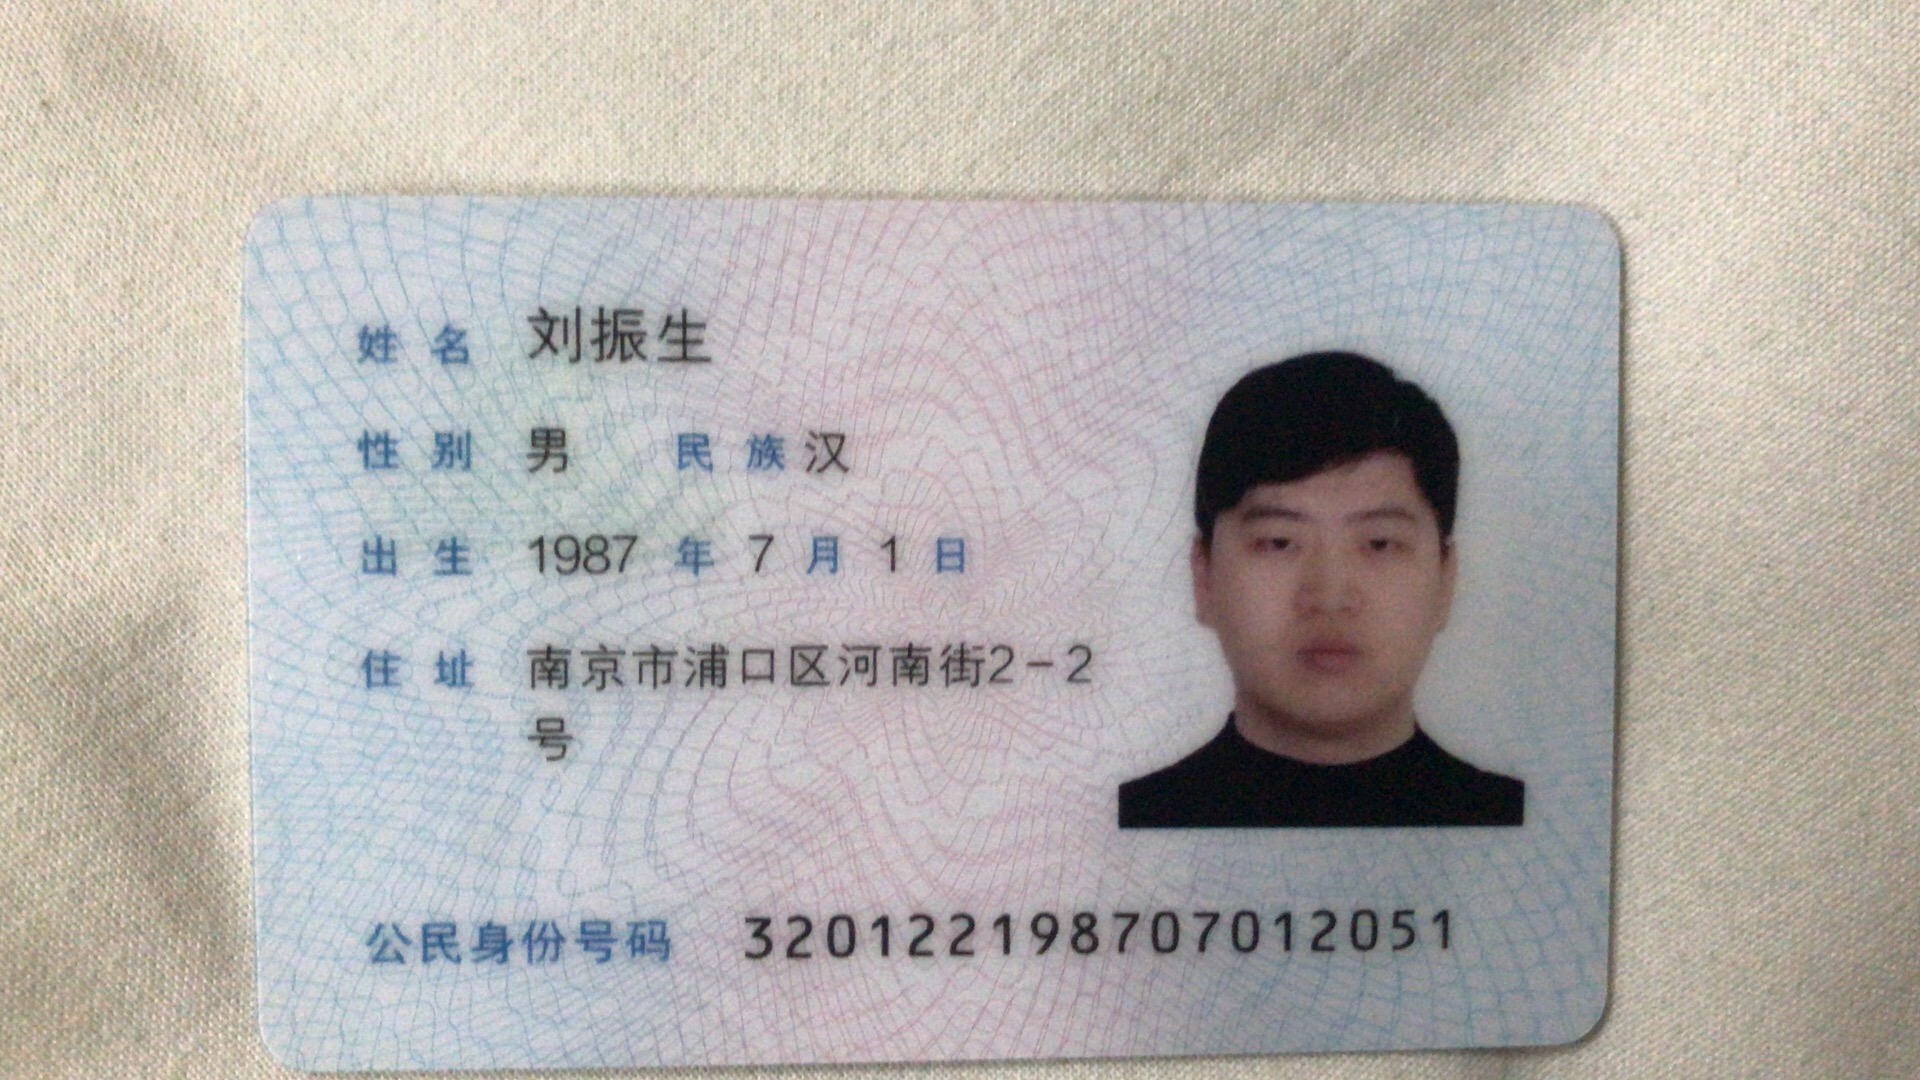 姓名 刘振生
性别 男 民族 汉
出生 1987 年 7 月 1 日
住址 南京市浦口区河南街2-2
号
公民身份号码 320122198707012051